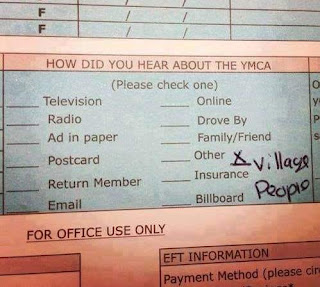 F / /
F / /
HOW DID YOU HEAR ABOUT THE YMCA
(Please check one)
Television Online
Radio Drove By
Ad in paper Family/Friend
Postcard Other X Village People
Return Member Insurance
Email Billboard
FOR OFFICE USE ONLY
EFT INFORMATION
Payment Method (please cir